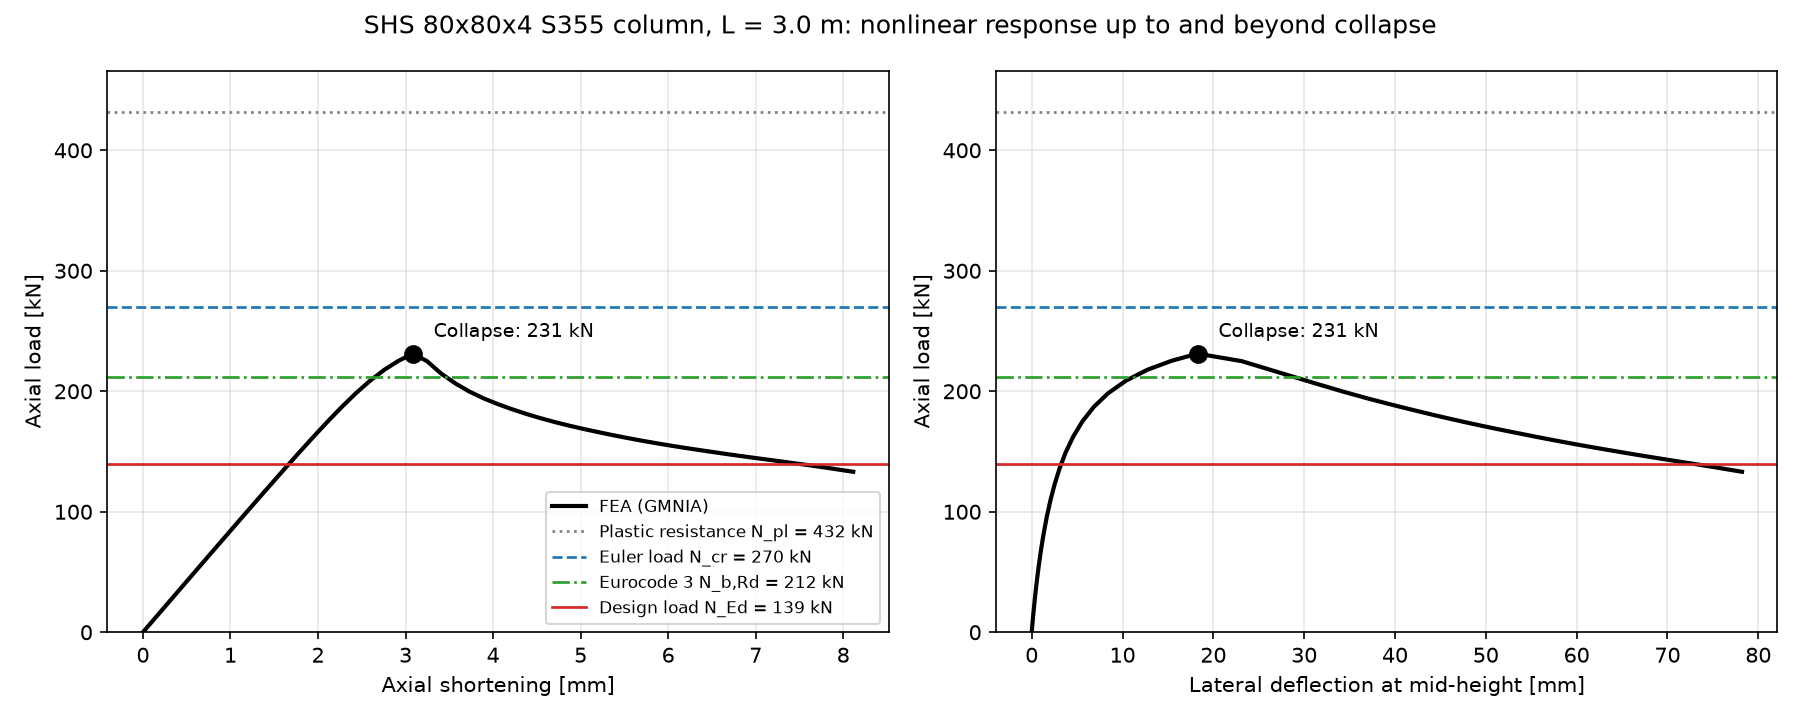 SHS 80x80x4 S355 column, L = 3.0 m: nonlinear response up to and beyond collapse
Axial load [kN]
400
300
200
100
0
Collapse: 231 kN
FEA (GMNIA)
Plastic resistance N_pl = 432 kN
Euler load N_cr = 270 kN
Eurocode 3 N_b,Rd = 212 kN
Design load N_Ed = 139 kN
0 1 2 3 4 5 6 7 8
Axial shortening [mm]
Axial load [kN]
400
300
200
100
0
Collapse: 231 kN
0 10 20 30 40 50 60 70 80
Lateral deflection at mid-height [mm]